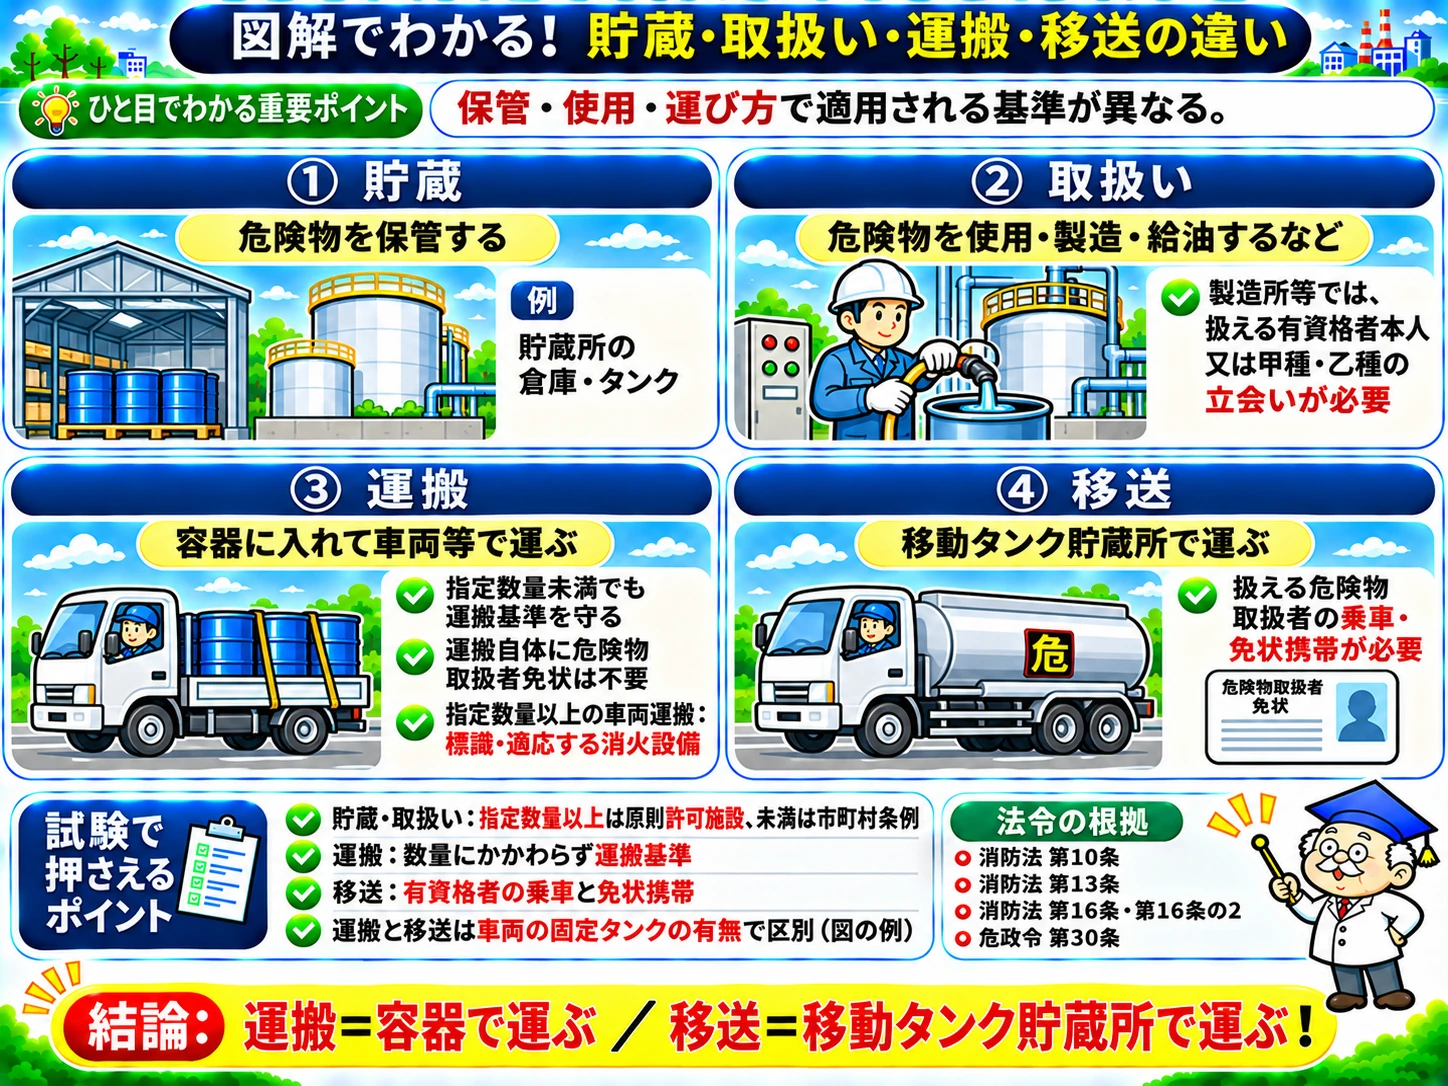 図解でわかる！ 貯蔵・取扱い・運搬・移送の違い
ひと目でわかる重要ポイント
保管・使用・運び方で適用される基準が異なる。
① 貯蔵
危険物を保管する
例
貯蔵所の
倉庫・タンク
② 取扱い
危険物を使用・製造・給油するなど
製造所等では、
扱える有資格者本人
又は甲種・乙種の
立会いが必要
③ 運搬
容器に入れて車両等で運ぶ
指定数量未満でも
運搬基準を守る
運搬自体に危険物
取扱者免状は不要
指定数量以上の車両運搬：
標識・適応する消火設備
④ 移送
移動タンク貯蔵所で運ぶ
危
扱える危険物
取扱者の乗車・
免状携帯が必要
危険物取扱者
免状
試験で
押さえる
ポイント
貯蔵・取扱い：指定数量以上は原則許可施設、未満は市町村条例
運搬：数量にかかわらず運搬基準
移送：有資格者の乗車と免状携帯
運搬と移送は車両の固定タンクの有無で区別（図の例）
法令の根拠
消防法 第10条
消防法 第13条
消防法 第16条・第16条の2
危政令 第30条
結論：
運搬＝容器で運ぶ ／ 移送＝移動タンク貯蔵所で運ぶ！